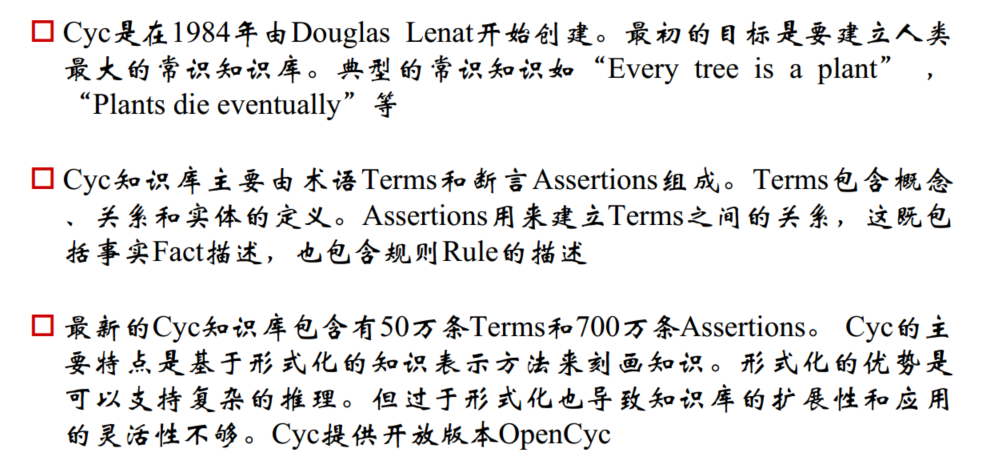 Cyc是在1984年由Douglas Lenat开始创建。最初的目标是要建立人类
最大的常识知识库。典型的常识知识如“Every tree is a plant”，
“Plants die eventually”等
Cyc知识库主要由术语Terms和断言Assertions组成。Terms包含概念
、关系和实体的定义。Assertions用来建立Terms之间的关系，这既包
括事实Fact描述，也包含规则Rule的描述
最新的Cyc知识库包含有50万条Terms和700万条Assertions。 Cyc的主
要特点是基于形式化的知识表示方法来刻画知识。形式化的优势是
可以支持复杂的推理。但过于形式化也导致知识库的扩展性和应用
的灵活性不够。Cyc提供开放版本OpenCyc